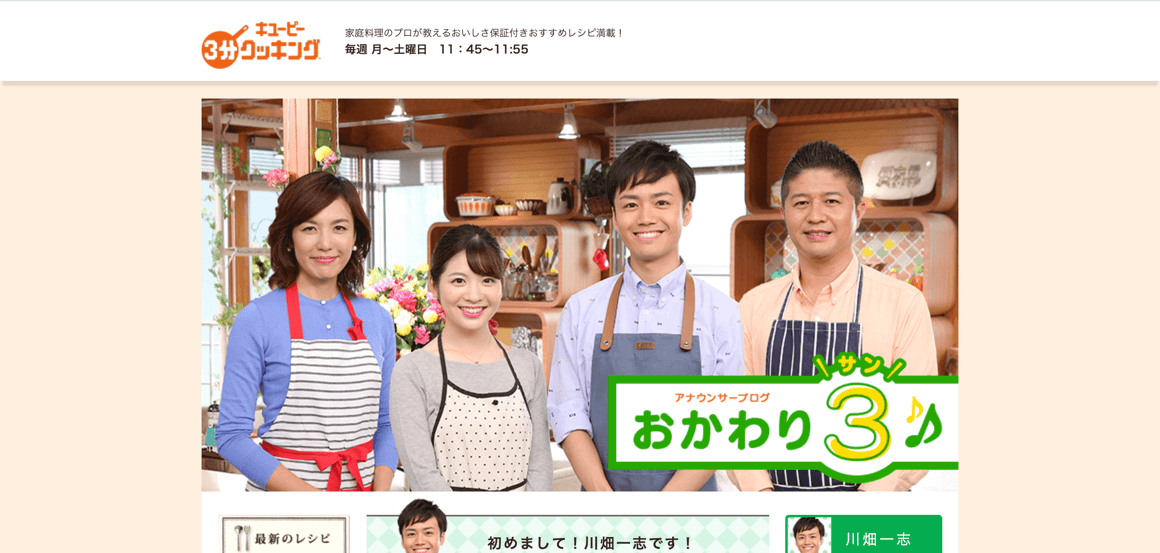 キユーピー
3分クッキング
家庭料理のプロが教えるおいしさ保証付きおすすめレシピ満載！
毎週 月〜土曜日　11：45〜11:55
サン
アナウンサーブログ
おかわり3
最新のレシピ
初めまして！川畑一志です！
川畑一志